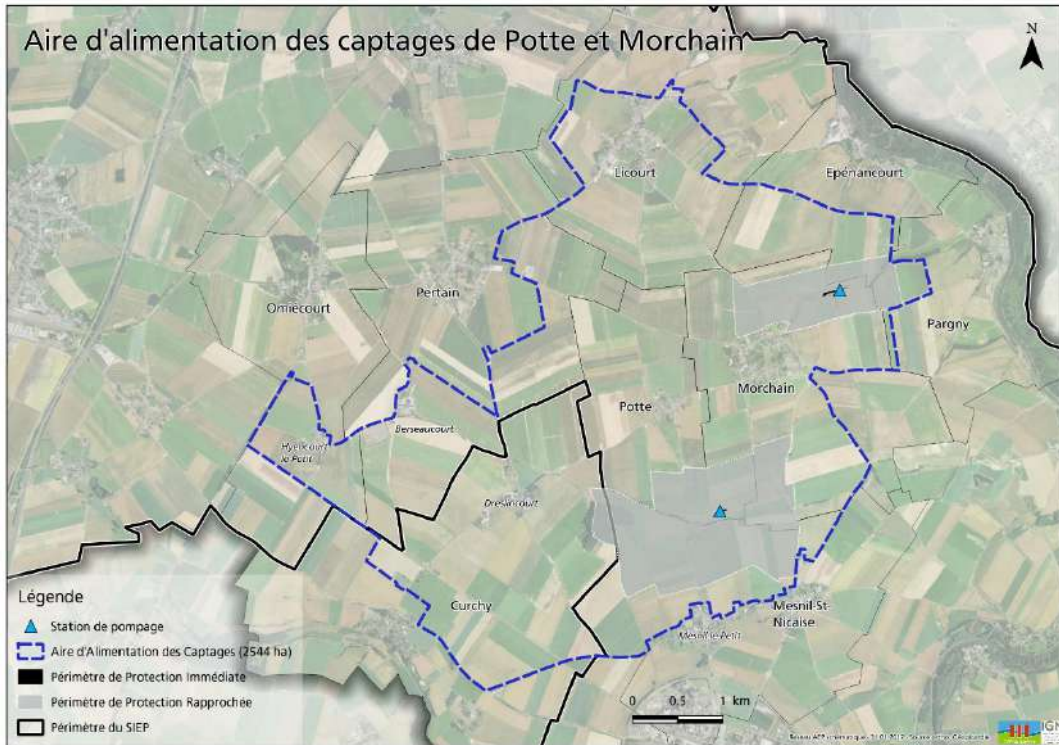 Aire d'alimentation des captages de Potte et Morchain
N
Licourt
Epénancourt
Pertain
Omiécourt
Pargny
Morchain
Potte
Berseaucourt
Hyencourt
le Petit
Dreslincourt
Curchy
Mesnil-St-
Nicaise
Mesnil-le-Petit
Légende
Station de pompage
Aire d'Alimentation des Captages (2544 ha)
Périmètre de Protection Immédiate
Périmètre de Protection Rapprochée
Périmètre du SIEP
0 0.5 1 km
IGN